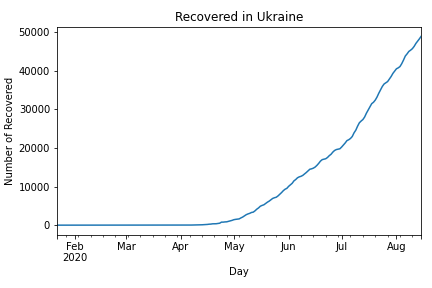 Recovered in Ukraine
50000
40000
30000
20000
10000
0
Number of Recovered
Feb Mar Apr May Jun Jul Aug
2020
Day